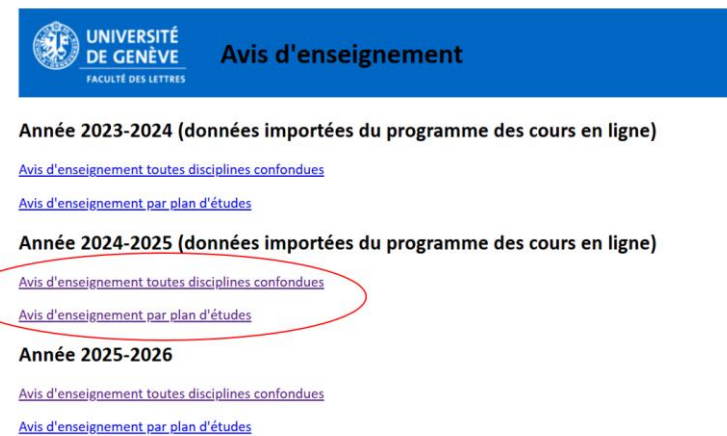 UNIVERSITÉ
DE GENÈVE
FACULTÉ DES LETTRES
Avis d'enseignement
Année 2023-2024 (données importées du programme des cours en ligne)
Avis d'enseignement toutes disciplines confondues
Avis d'enseignement par plan d'études
Année 2024-2025 (données importées du programme des cours en ligne)
Avis d'enseignement toutes disciplines confondues
Avis d'enseignement par plan d'études
Année 2025-2026
Avis d'enseignement toutes disciplines confondues
Avis d'enseignement par plan d'études